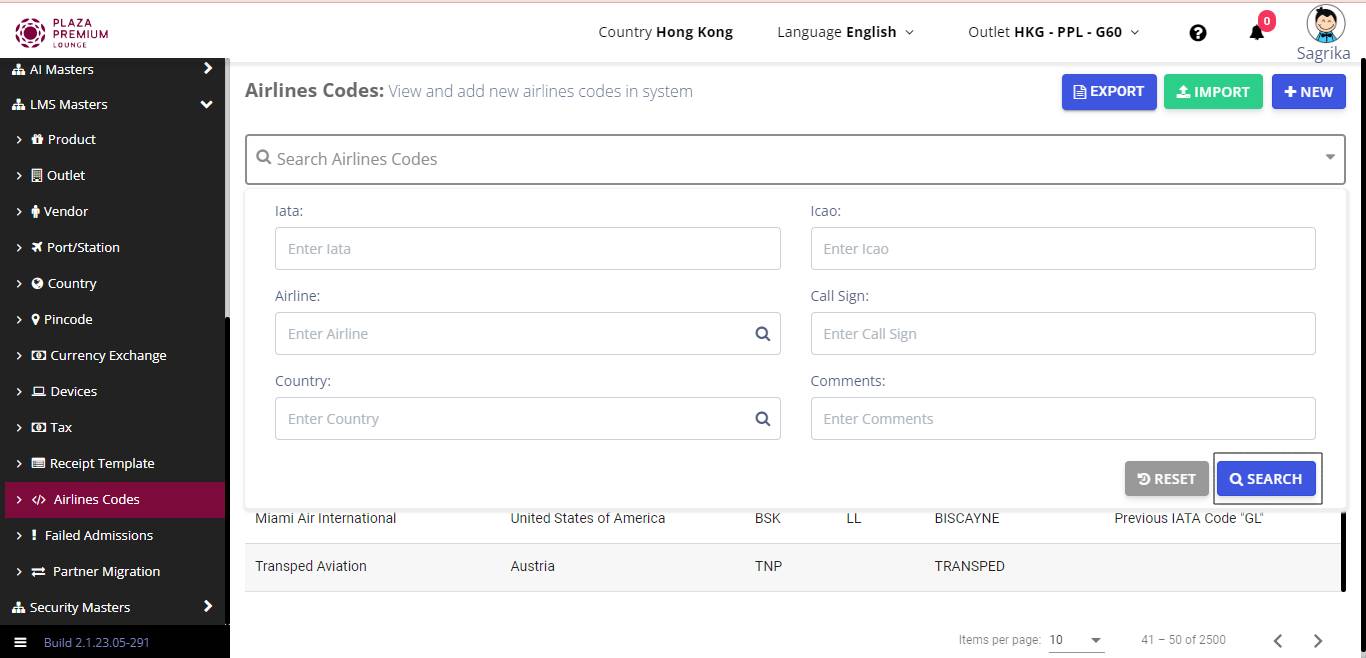 PLAZA
PREMIUM
LOUNGE
Country Hong Kong
Language English
Outlet HKG - PPL - G60
0
Sagrika
AI Masters
LMS Masters
Product
Outlet
Vendor
Port/Station
Country
Pincode
Currency Exchange
Devices
Tax
Receipt Template
Airlines Codes
Failed Admissions
Partner Migration
Security Masters
Build 2.1.23.05-291
Airlines Codes: View and add new airlines codes in system
EXPORT
IMPORT
+ NEW
Search Airlines Codes
Iata:
Enter Iata
Icao:
Enter Icao
Airline:
Enter Airline
Call Sign:
Enter Call Sign
Country:
Enter Country
Comments:
Enter Comments
RESET
SEARCH
Miami Air International United States of America BSK LL BISCAYNE Previous IATA Code "GL"
Transped Aviation Austria TNP TRANSPED
Items per page: 10 41 – 50 of 2500